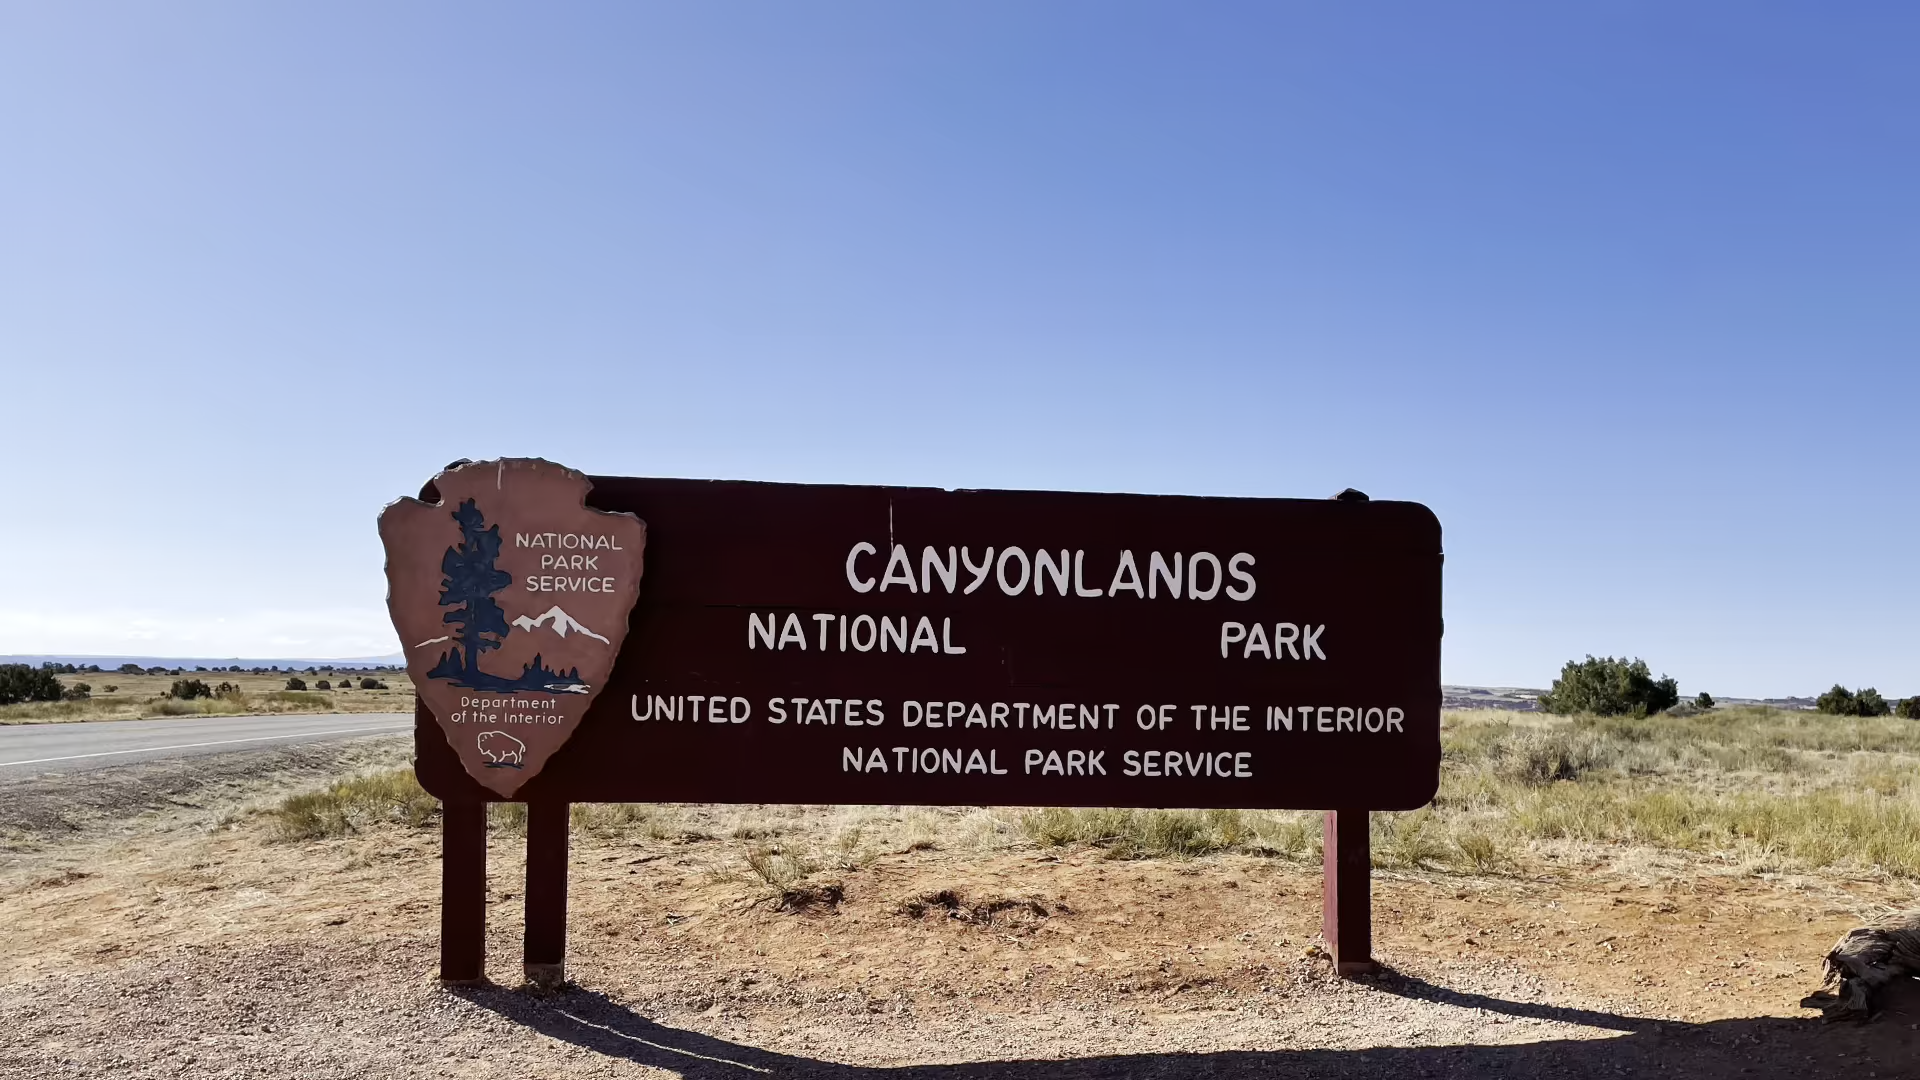 NATIONAL
PARK
SERVICE
Department
of the Interior
CANYONLANDS
NATIONAL PARK
UNITED STATES DEPARTMENT OF THE INTERIOR
NATIONAL PARK SERVICE